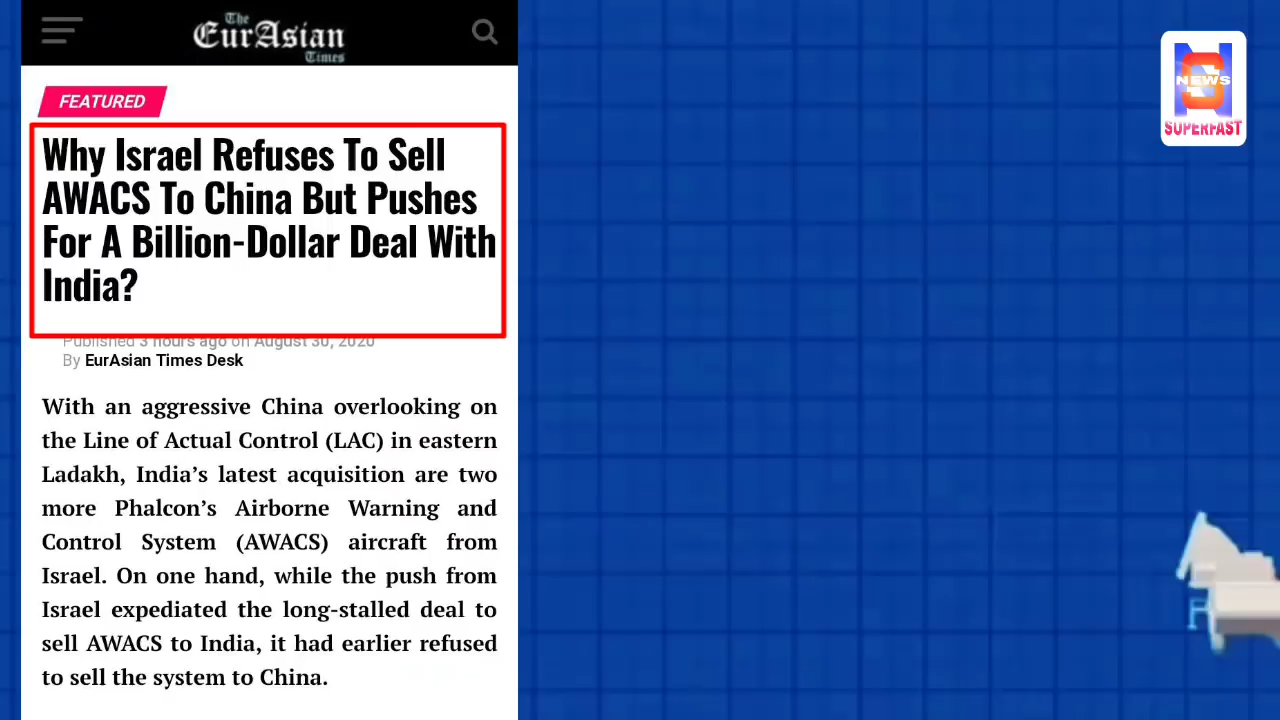 The
EurAsian
Times
FEATURED
Why Israel Refuses To Sell
AWACS To China But Pushes
For A Billion-Dollar Deal With
India?
Published 3 hours ago on August 30, 2020
By EurAsian Times Desk
With an aggressive China overlooking on
the Line of Actual Control (LAC) in eastern
Ladakh, India’s latest acquisition are two
more Phalcon’s Airborne Warning and
Control System (AWACS) aircraft from
Israel. On one hand, while the push from
Israel expediated the long-stalled deal to
sell AWACS to India, it had earlier refused
to sell the system to China.
N
S
NEWS
SUPERFAST